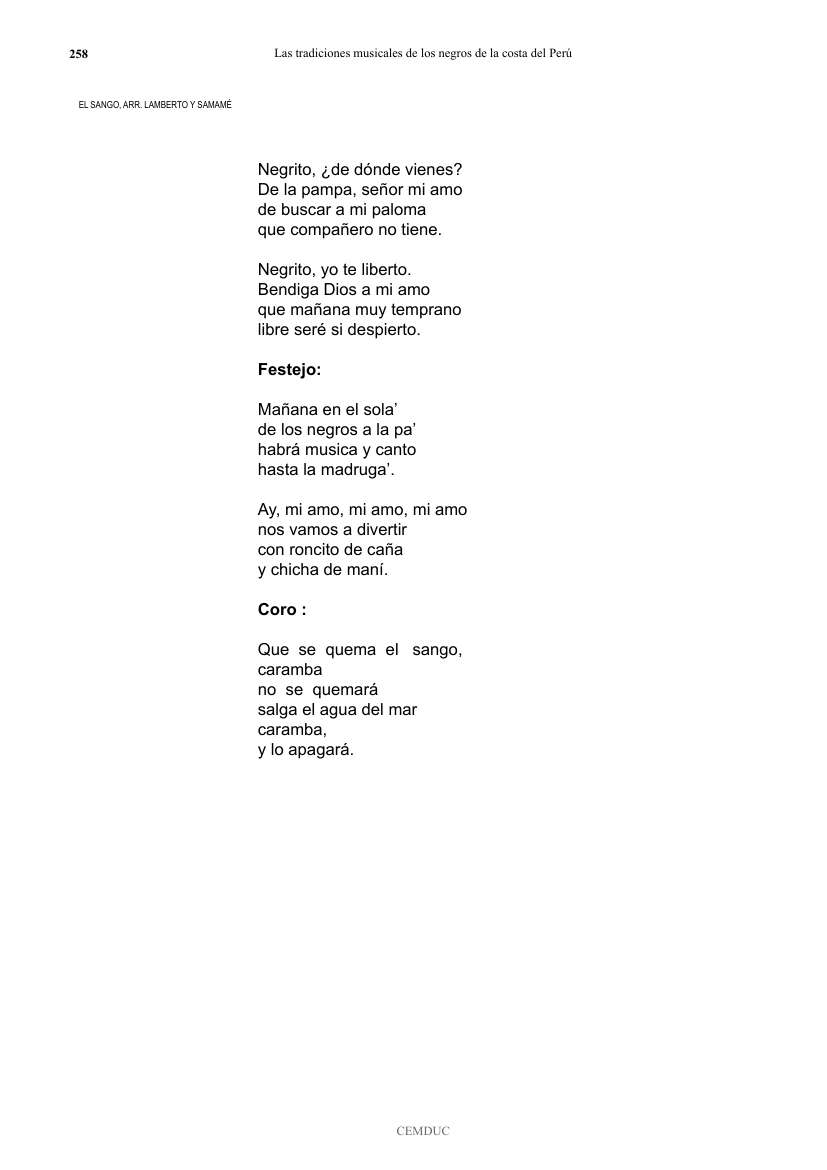 258
Las tradiciones musicales de los negros de la costa del Perú
EL SANGO, ARR. LAMBERTO Y SAMAMÉ
Negrito, ¿de dónde vienes?
De la pampa, señor mi amo
de buscar a mi paloma
que compañero no tiene.
Negrito, yo te liberto.
Bendiga Dios a mi amo
que mañana muy temprano
libre seré si despierto.
Festejo:
Mañana en el sola’
de los negros a la pa’
habrá musica y canto
hasta la madruga’.
Ay, mi amo, mi amo, mi amo
nos vamos a divertir
con roncito de caña
y chicha de maní.
Coro :
Que se quema el sango,
caramba
no se quemará
salga el agua del mar
caramba,
y lo apagará.
CEMDUC